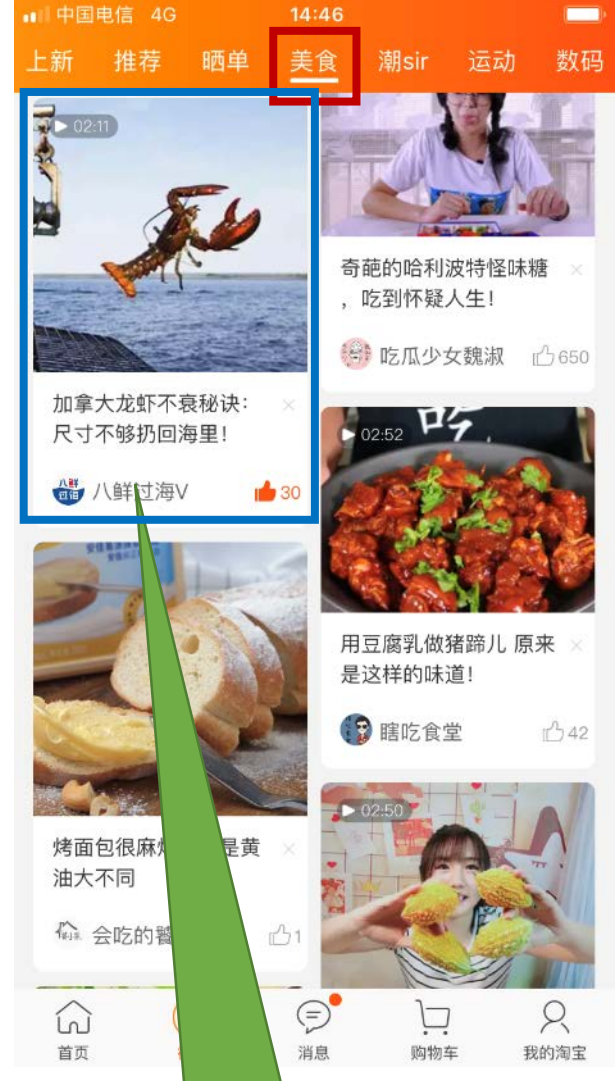 中国电信 4G 14:46
上新 推荐 晒单 美食 潮sir 运动 数码
02:11
加拿大龙虾不衰秘诀：
尺寸不够扔回海里！
八鲜过海V 30
烤面包很麻 是黄
油大不同
会吃的 1
奇葩的哈利波特怪味糖
，吃到怀疑人生！
吃瓜少女魏淑 650
02:52
用豆腐乳做猪蹄儿 原来
是这样的味道！
瞎吃食堂 42
02:50
首页 消息 购物车 我的淘宝